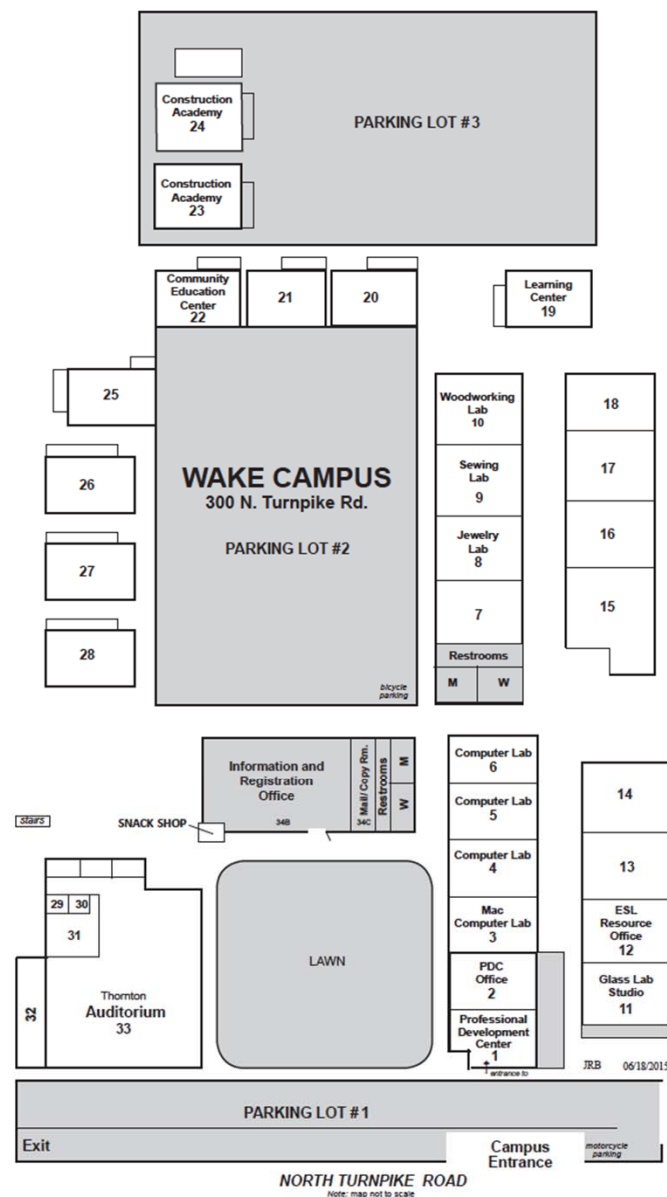 Construction
Academy
24
PARKING LOT #3
Construction
Academy
23
Community
Education
Center
22
21
20
Learning
Center
19
25
Woodworking
Lab
10
18
26
WAKE CAMPUS
300 N. Turnpike Rd.
Sewing
Lab
9
17
27
PARKING LOT #2
Jewelry
Lab
8
16
7
15
28
Restrooms
M
W
bicycle
parking
Information and
Registration
Office
34B
Mail/Copy Rm.
34C
Restrooms
M
W
Computer Lab
6
14
stairs
SNACK SHOP
Computer Lab
5
Computer Lab
4
13
29
30
31
Mac
Computer Lab
3
ESL
Resource
Office
12
LAWN
PDC
Office
2
Glass Lab
Studio
11
32
Thornton
Auditorium
33
Professional
Development
Center
1
entrance to
JRB 06/18/2015
PARKING LOT #1
Exit
Campus
Entrance
motorcycle
parking
NORTH TURNPIKE ROAD
Note: map not to scale